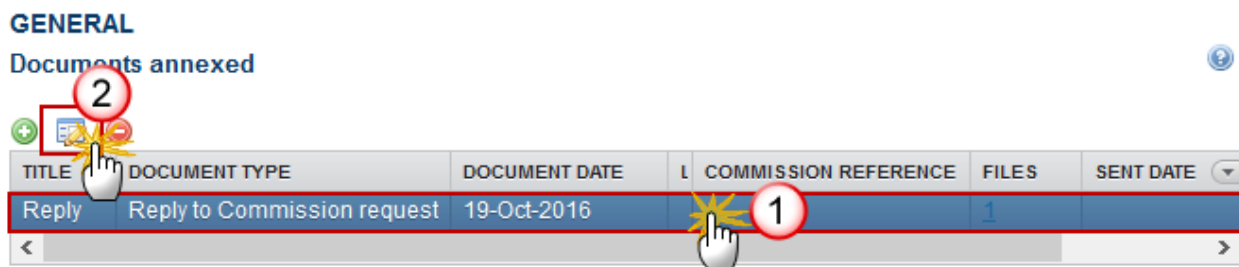 GENERAL
Documents annexed
2
TITLE DOCUMENT TYPE DOCUMENT DATE L COMMISSION REFERENCE FILES SENT DATE
Reply Reply to Commission request 19-Oct-2016 1 1